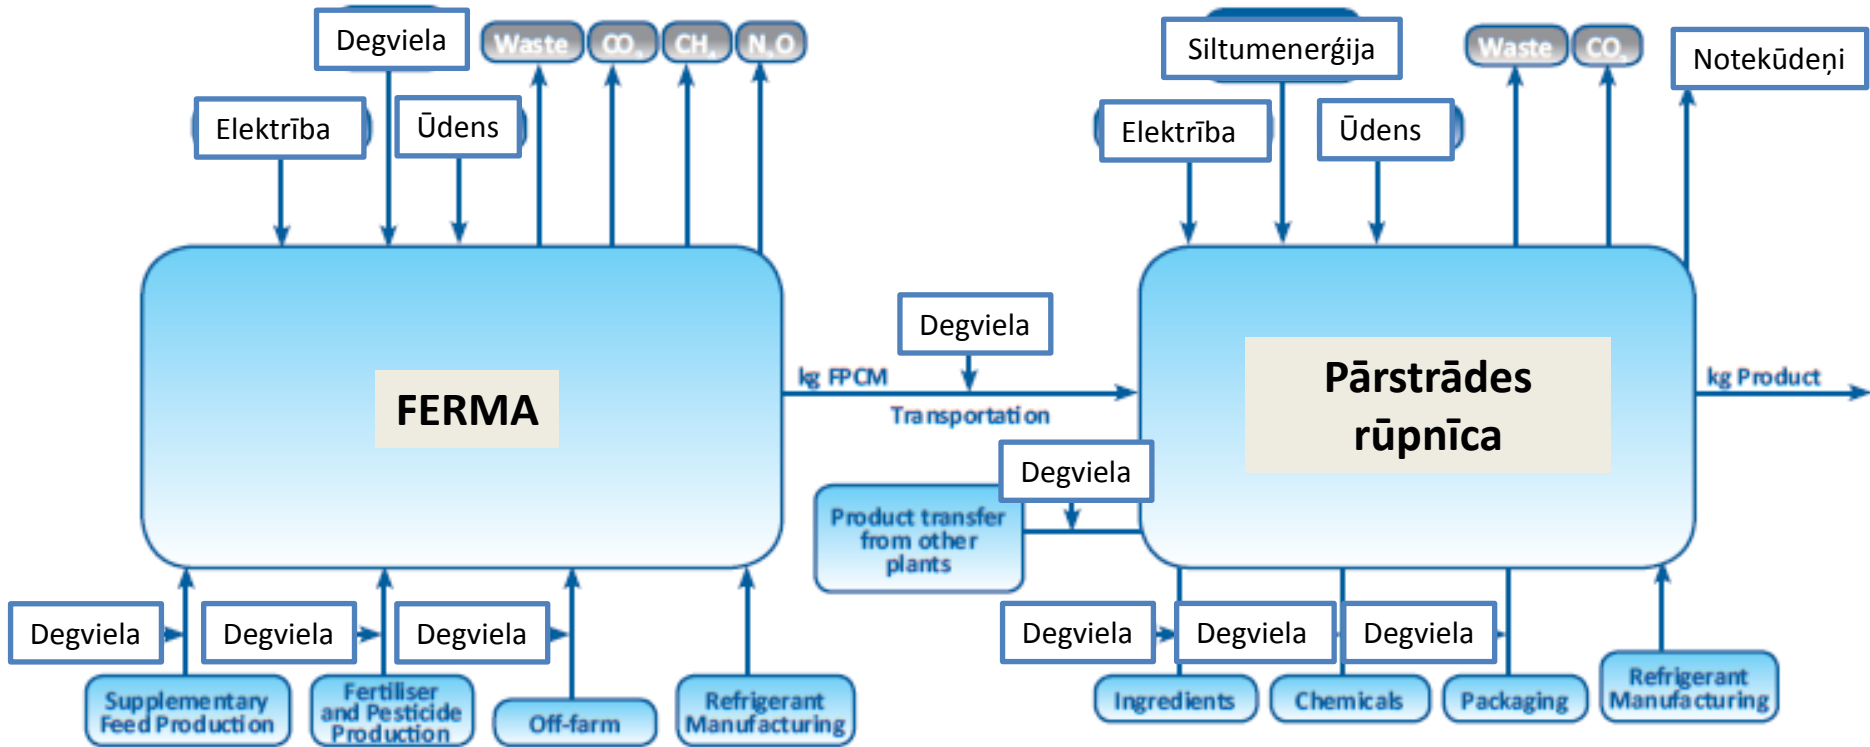 Degviela
Waste
CO₂
CH₄
N₂O
Siltumenerģija
Waste
CO₂
Notekūdeņi
Elektrība
Ūdens
Elektrība
Ūdens
Degviela
kg FPCM
Transportation
FERMA
Pārstrādes
rūpnīca
kg Product
Degviela
Product transfer
from other
plants
Degviela
Degviela
Degviela
Degviela
Degviela
Degviela
Supplementary
Feed Production
Fertiliser
and Pesticide
Production
Off-farm
Refrigerant
Manufacturing
Ingredients
Chemicals
Packaging
Refrigerant
Manufacturing